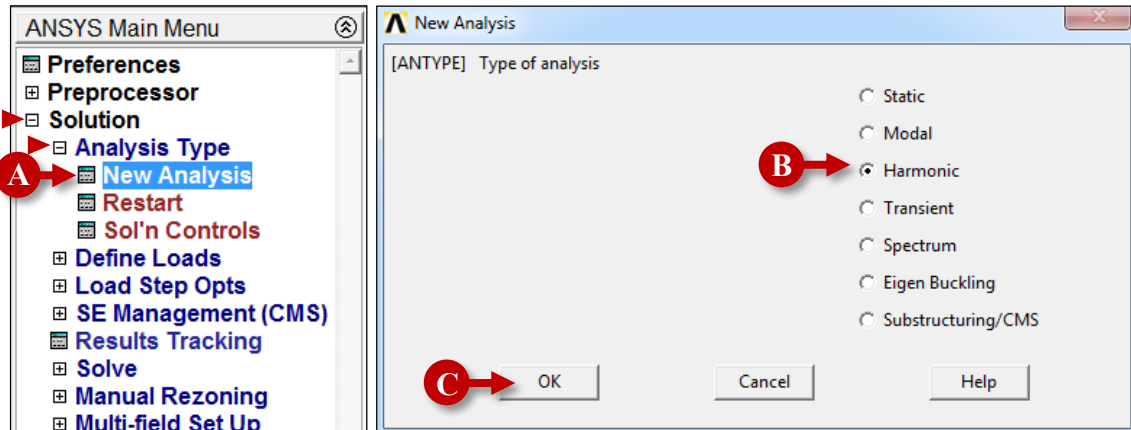 ANSYS Main Menu
Preferences
Preprocessor
Solution
Analysis Type
A
New Analysis
Restart
Sol'n Controls
Define Loads
Load Step Opts
SE Management (CMS)
Results Tracking
Solve
Manual Rezoning
Multi-field Set Up
New Analysis
[ANTYPE] Type of analysis
Static
Modal
B
Harmonic
Transient
Spectrum
Eigen Buckling
Substructuring/CMS
C
OK
Cancel
Help